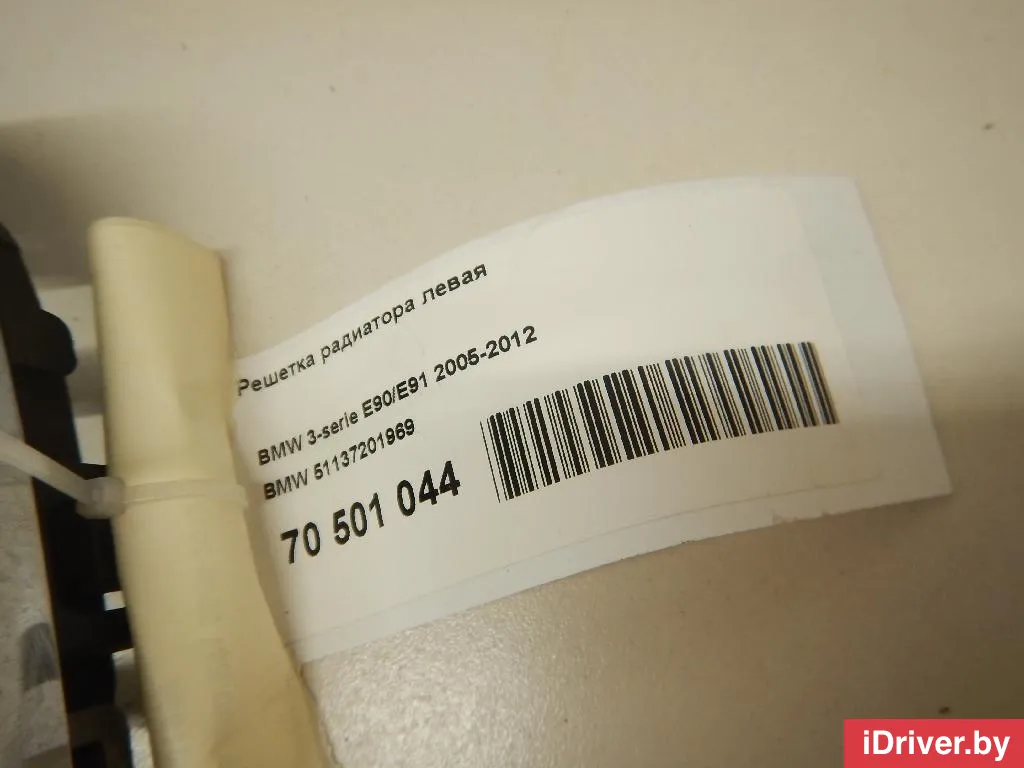 Решетка радиатора левая
BMW 3-serie E90/E91 2005-2012
BMW 51137201969
70 501 044
iDriver.by